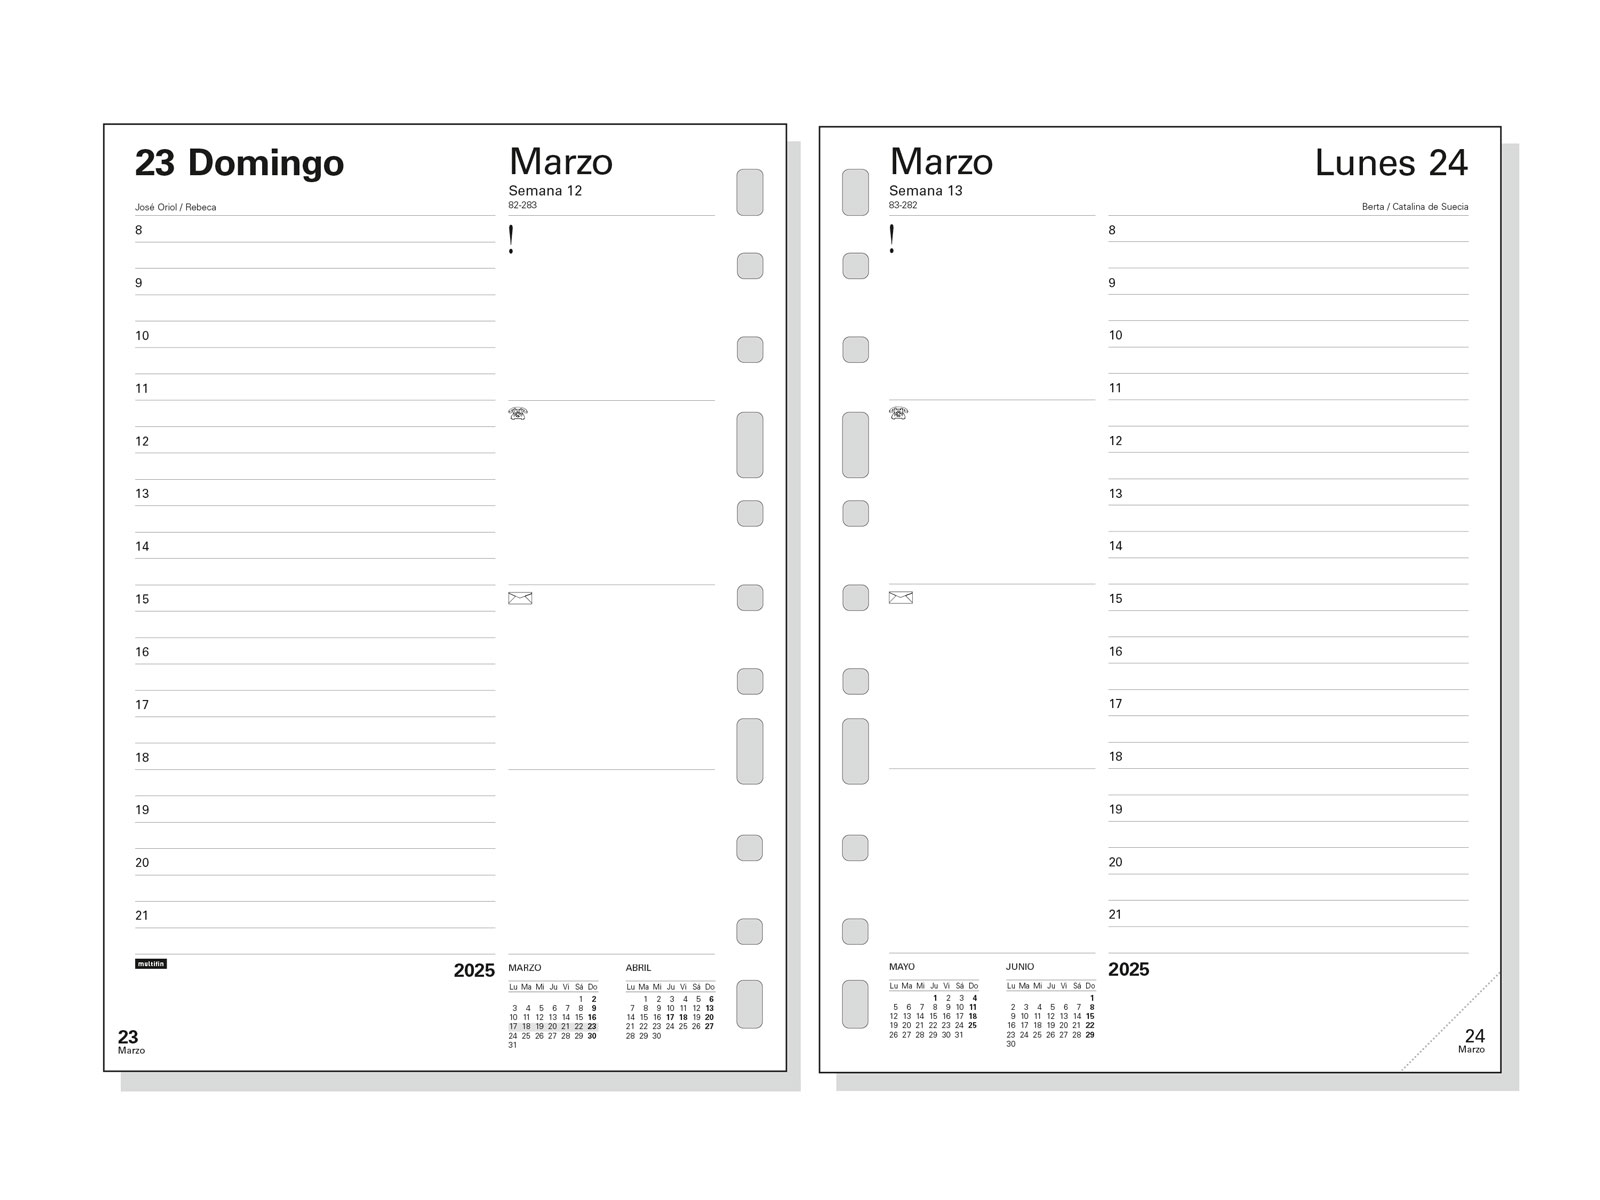 23 Domingo
José Oriol / Rebeca
8
9
10
11
12
13
14
15
16
17
18
19
20
21
multifin
2025
23
Marzo
Marzo
Semana 12
82-283
!
MARZO
Lu Ma Mi Ju Vi Sá Do
1 2
3 4 5 6 7 8 9
10 11 12 13 14 15 16
17 18 19 20 21 22 23
24 25 26 27 28 29 30
31
ABRIL
Lu Ma Mi Ju Vi Sá Do
1 2 3 4 5 6
7 8 9 10 11 12 13
14 15 16 17 18 19 20
21 22 23 24 25 26 27
28 29 30
Marzo
Semana 13
83-282
!
MAYO
Lu Ma Mi Ju Vi Sá Do
1 2 3 4
5 6 7 8 9 10 11
12 13 14 15 16 17 18
19 20 21 22 23 24 25
26 27 28 29 30 31
JUNIO
Lu Ma Mi Ju Vi Sá Do
1
2 3 4 5 6 7 8
9 10 11 12 13 14 15
16 17 18 19 20 21 22
23 24 25 26 27 28 29
30
Lunes 24
Berta / Catalina de Suecia
8
9
10
11
12
13
14
15
16
17
18
19
20
21
2025
24
Marzo